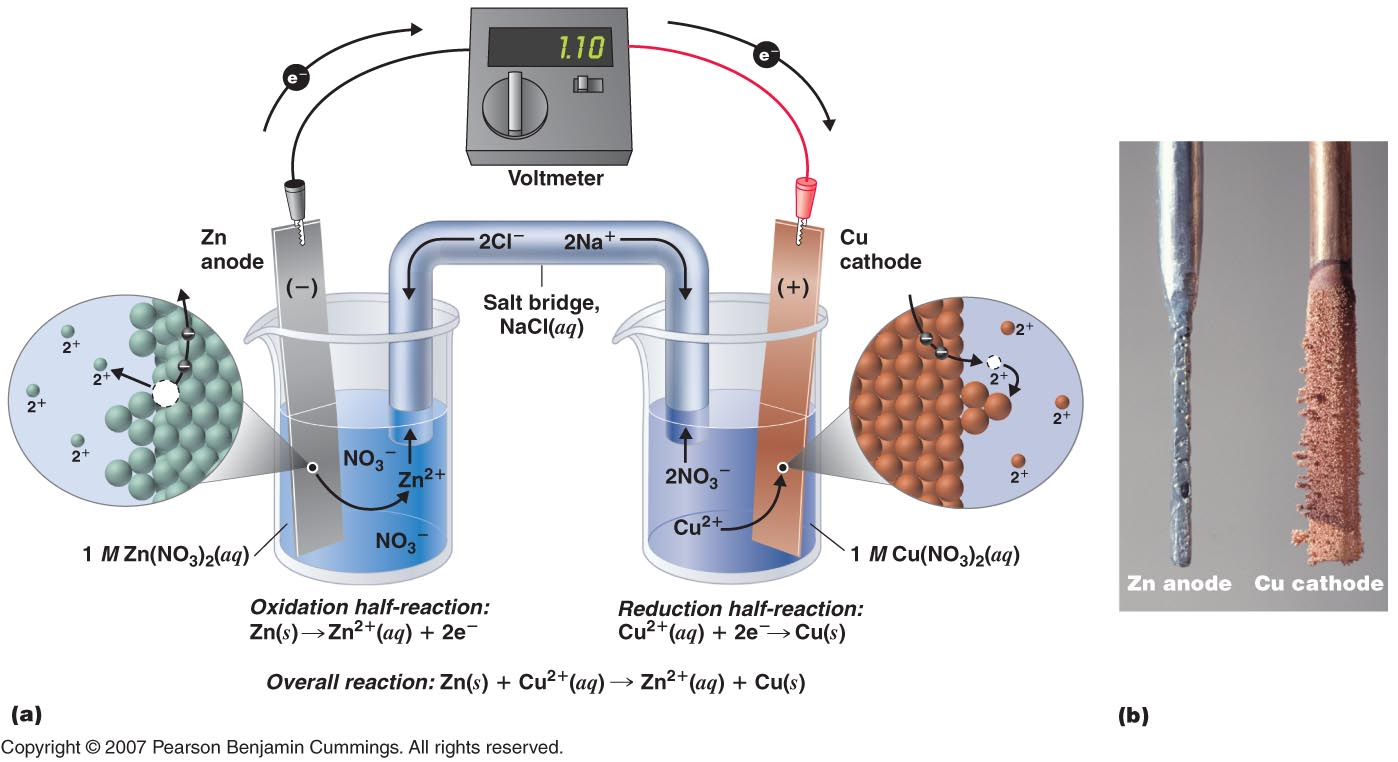 1.10
e⁻
e⁻
Voltmeter
Zn
anode
2Cl⁻
2Na⁺
Cu
cathode
(−)
(+)
Salt bridge,
NaCl(aq)
2+
2+
2+
2+
2+
2+
2+
2+
NO₃⁻
Zn²⁺
NO₃⁻
2NO₃⁻
Cu²⁺
1 M Zn(NO₃)₂(aq)
1 M Cu(NO₃)₂(aq)
Oxidation half-reaction:
Zn(s) → Zn²⁺(aq) + 2e⁻
Reduction half-reaction:
Cu²⁺(aq) + 2e⁻ → Cu(s)
Overall reaction: Zn(s) + Cu²⁺(aq) → Zn²⁺(aq) + Cu(s)
(a)
Zn anode
Cu cathode
(b)
Copyright © 2007 Pearson Benjamin Cummings. All rights reserved.